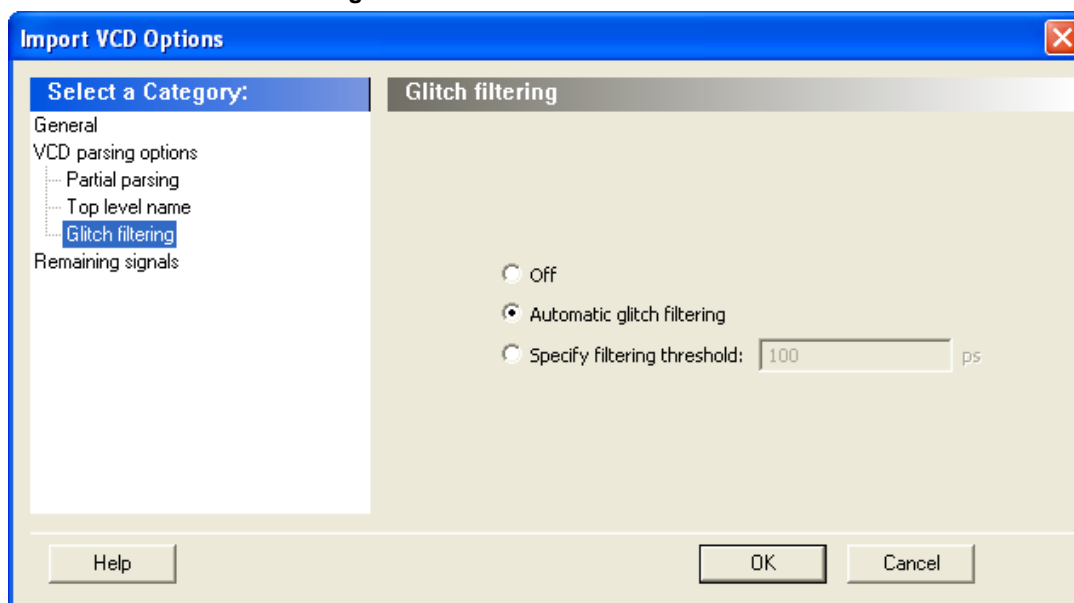 Import VCD Options
Select a Category:
General
VCD parsing options
Partial parsing
Top level name
Glitch filtering
Remaining signals
Glitch filtering
Off
Automatic glitch filtering
Specify filtering threshold: 100 ps
Help
OK
Cancel